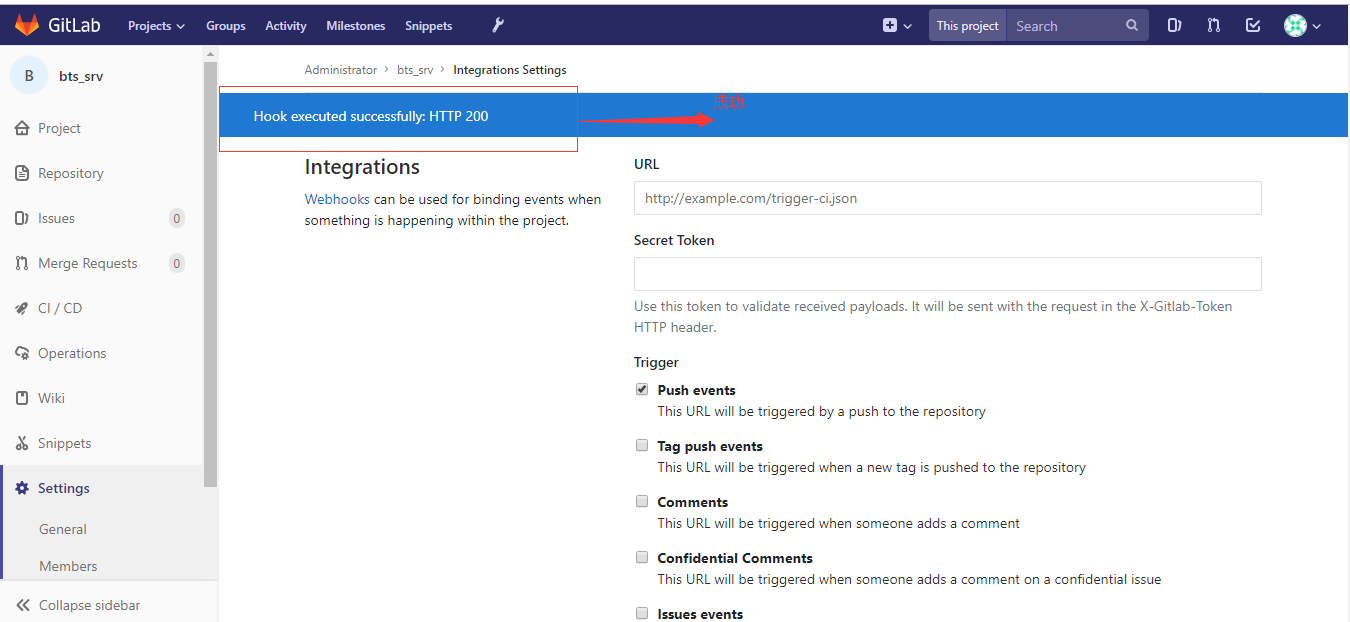 GitLab Projects Groups Activity Milestones Snippets This project Search
B bts_srv
Administrator > bts_srv > Integrations Settings
Hook executed successfully: HTTP 200
Project
Repository
Issues 0
Merge Requests 0
CI / CD
Operations
Wiki
Snippets
Settings
General
Members
Collapse sidebar
Integrations
Webhooks can be used for binding events when
something is happening within the project.
URL
http://example.com/trigger-ci.json
Secret Token
Use this token to validate received payloads. It will be sent with the request in the X-Gitlab-Token
HTTP header.
Trigger
Push events
This URL will be triggered by a push to the repository
Tag push events
This URL will be triggered when a new tag is pushed to the repository
Comments
This URL will be triggered when someone adds a comment
Confidential Comments
This URL will be triggered when someone adds a comment on a confidential issue
Issues events